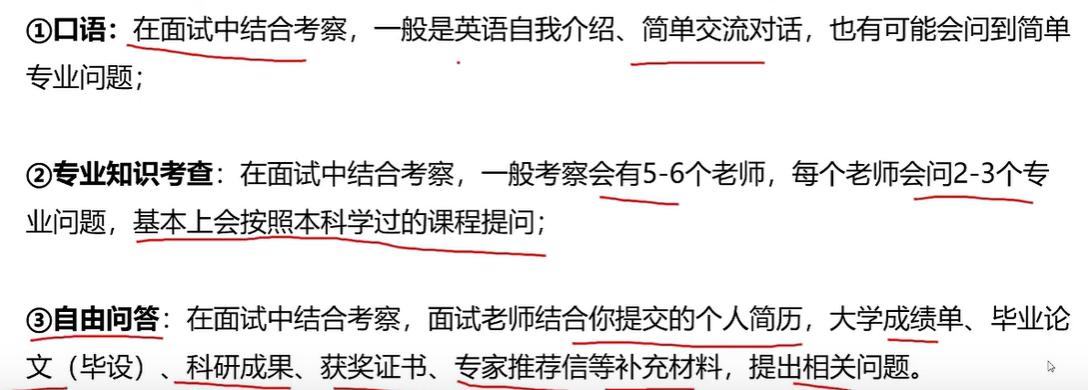 ①口语：在面试中结合考察，一般是英语自我介绍、简单交流对话，也有可能会问到简单
专业问题；
②专业知识考查：在面试中结合考察，一般考察会有5-6个老师，每个老师会问2-3个专
业问题，基本上会按照本科学过的课程提问；
③自由问答：在面试中结合考察，面试老师结合你提交的个人简历，大学成绩单、毕业论
文（毕设）、科研成果、获奖证书、专家推荐信等补充材料，提出相关问题。